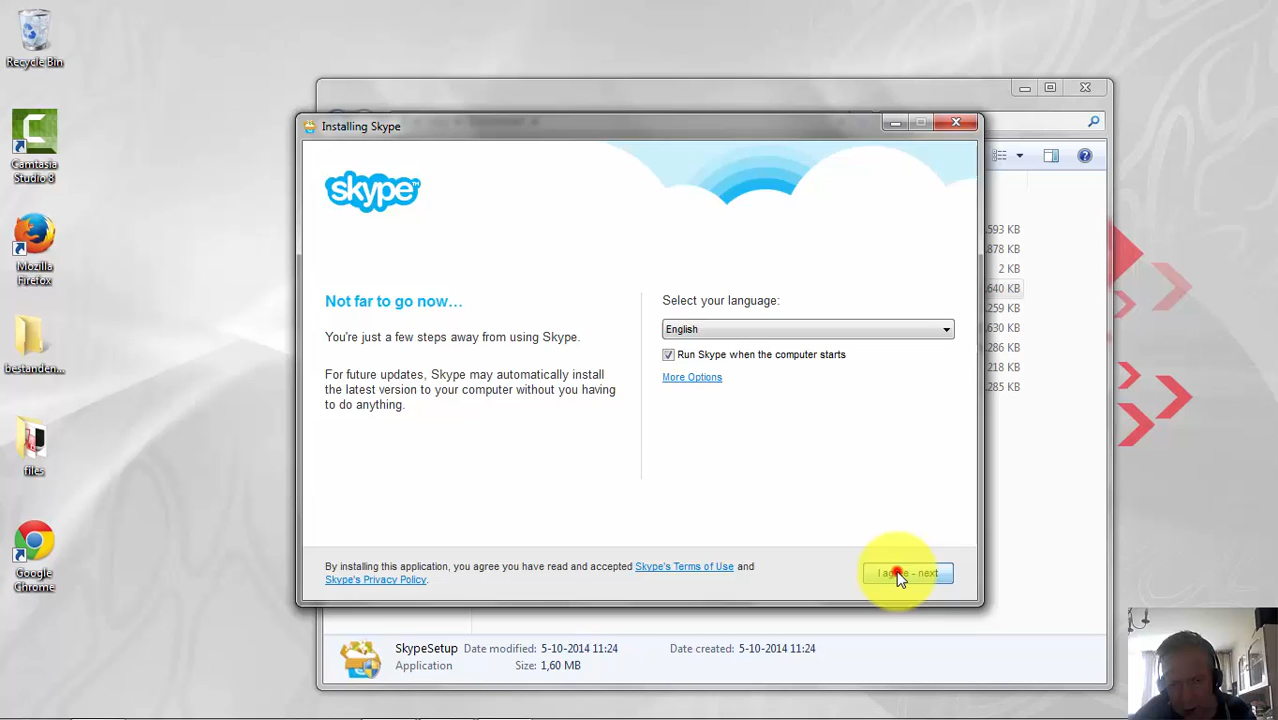 Recycle Bin
Camtasia
Studio 8
Mozilla
Firefox
bestanden...
files
Google
Chrome
Installing Skype
skype™
Not far to go now...
You're just a few steps away from using Skype.
For future updates, Skype may automatically install
the latest version to your computer without you having
to do anything.
Select your language:
English
Run Skype when the computer starts
More Options
By installing this application, you agree you have read and accepted Skype's Terms of Use and
Skype's Privacy Policy.
I agree - next
.593 KB
.878 KB
2 KB
.640 KB
.259 KB
.630 KB
.286 KB
.218 KB
.285 KB
SkypeSetup Date modified: 5-10-2014 11:24 Date created: 5-10-2014 11:24
Application Size: 1,60 MB